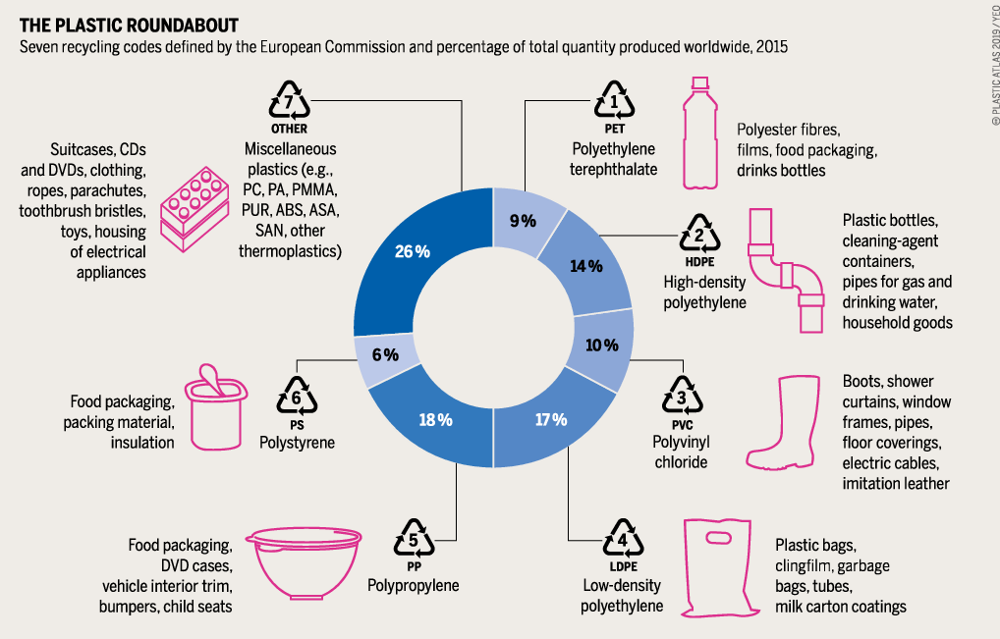 THE PLASTIC ROUNDABOUT
Seven recycling codes defined by the European Commission and percentage of total quantity produced worldwide, 2015
© PLASTIC ATLAS 2019 / YEO
7
OTHER
Miscellaneous
plastics (e.g.,
PC, PA, PMMA,
PUR, ABS, ASA,
SAN, other
thermoplastics)
Suitcases, CDs
and DVDs, clothing,
ropes, parachutes,
toothbrush bristles,
toys, housing
of electrical
appliances
1
PET
Polyethylene
terephthalate
Polyester fibres,
films, food packaging,
drinks bottles
2
HDPE
High-density
polyethylene
Plastic bottles,
cleaning-agent
containers,
pipes for gas and
drinking water,
household goods
9 %
14 %
10 %
17 %
18 %
6 %
26 %
3
PVC
Polyvinyl
chloride
Boots, shower
curtains, window
frames, pipes,
floor coverings,
electric cables,
imitation leather
6
PS
Polystyrene
Food packaging,
packing material,
insulation
5
PP
Polypropylene
Food packaging,
DVD cases,
vehicle interior trim,
bumpers, child seats
4
LDPE
Low-density
polyethylene
Plastic bags,
clingfilm, garbage
bags, tubes,
milk carton coatings